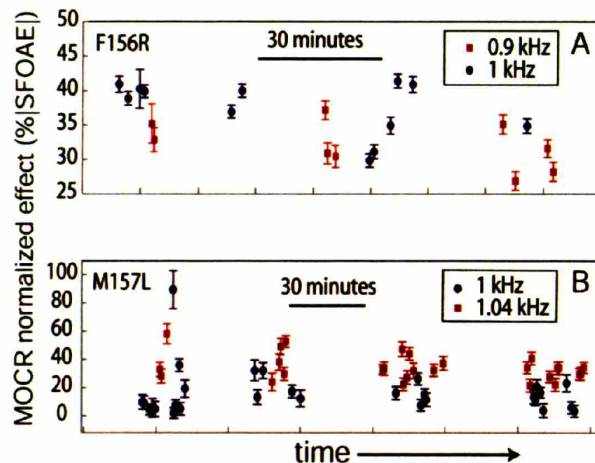 MOCR normalized effect (%|SFOAE|)
50
45
40
35
30
25
F156R
30 minutes
0.9 kHz
1 kHz
A
100
80
60
40
20
0
M157L
30 minutes
1 kHz
1.04 kHz
B
time